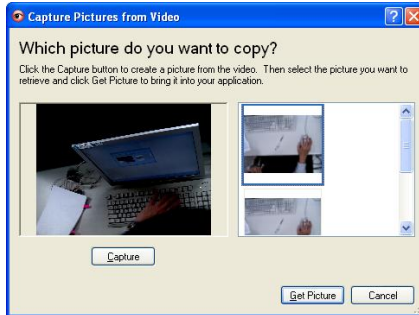 Capture Pictures from Video
Which picture do you want to copy?
Click the Capture button to create a picture from the video. Then select the picture you want to
retrieve and click Get Picture to bring it into your application.
Capture
Get Picture
Cancel